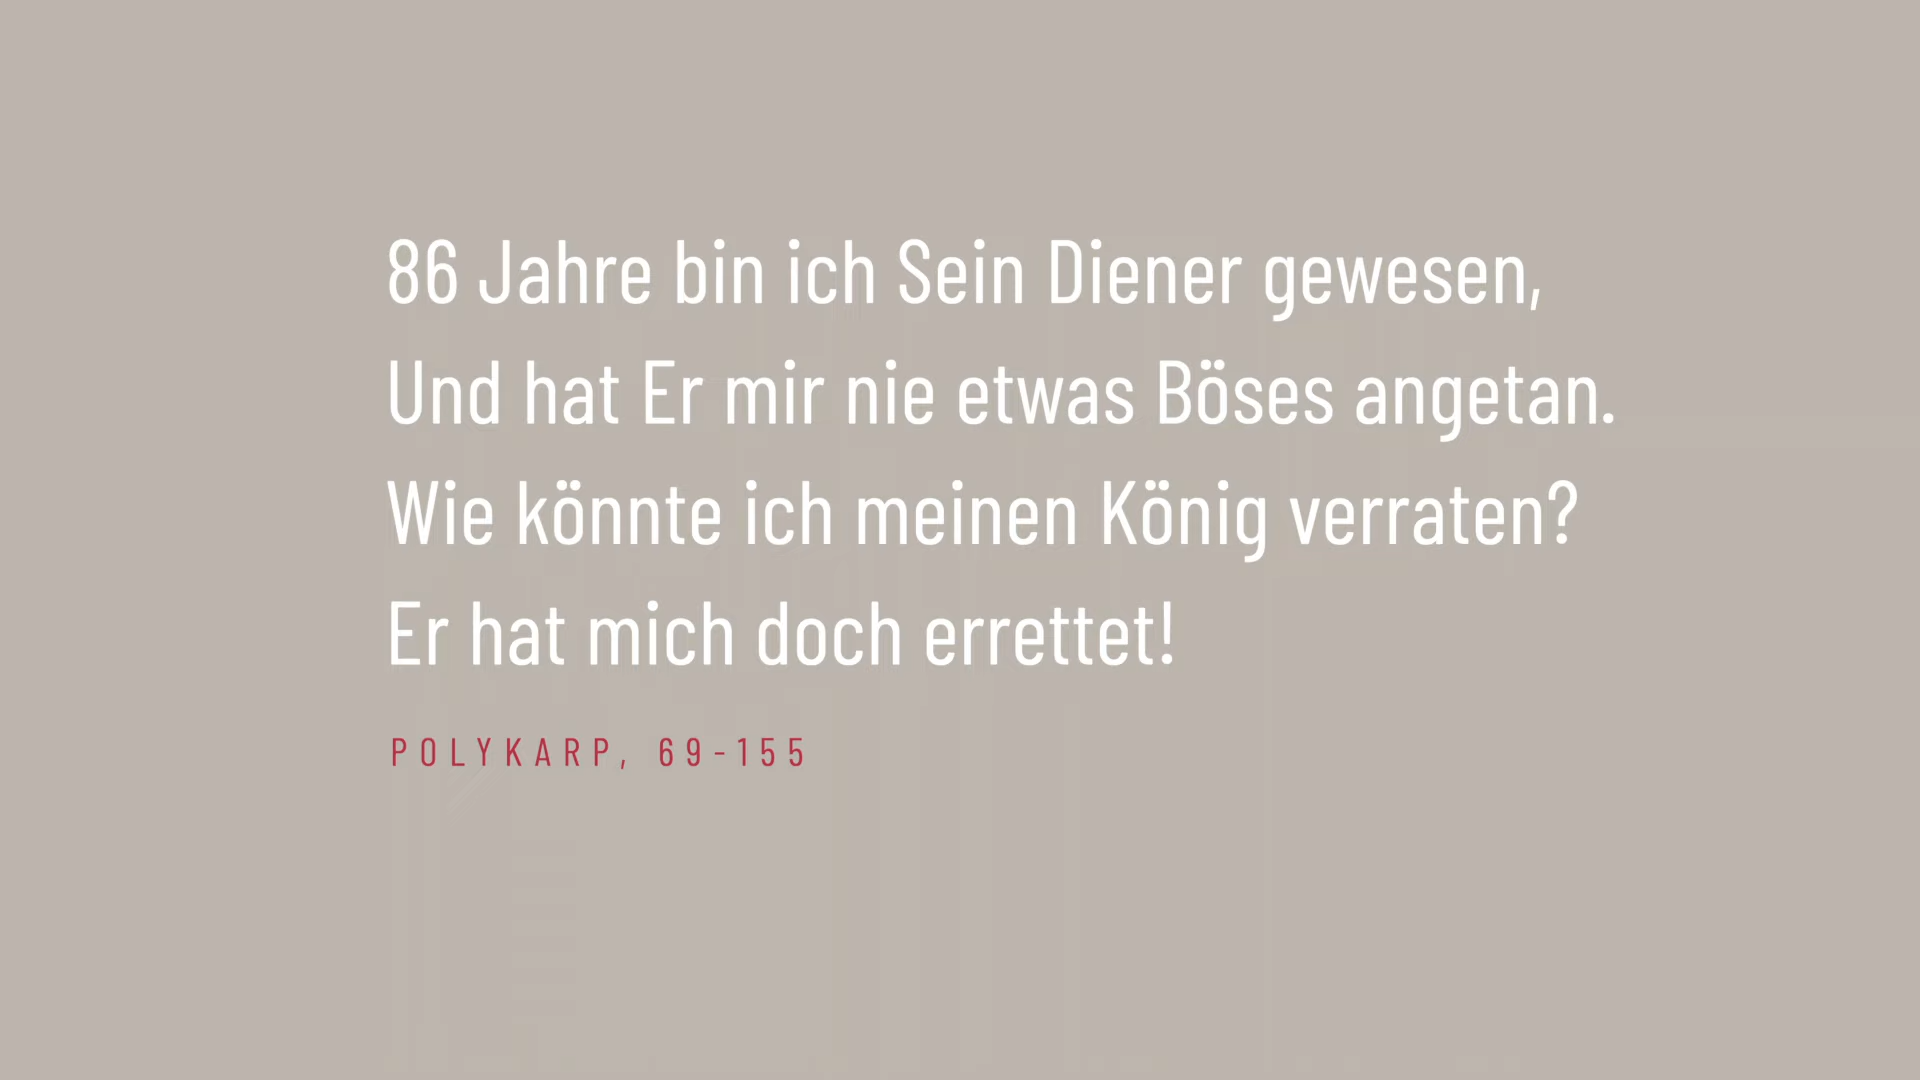 86 Jahre bin ich Sein Diener gewesen,
Und hat Er mir nie etwas Böses angetan.
Wie könnte ich meinen König verraten?
Er hat mich doch errettet!
POLYKARP, 69-155